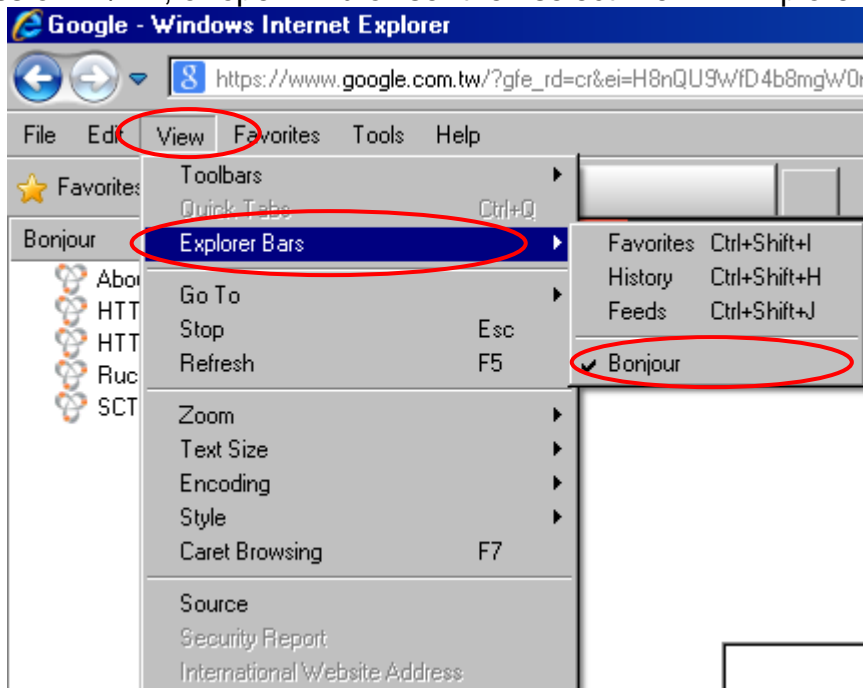 Google - Windows Internet Explorer
https://www.google.com.tw/?gfe_rd=cr&ei=H8nQU9WfD4b8mgW0
File Edit View Favorites Tools Help
Favorites
Toolbars
Quick Tabs Ctrl+Q
Bonjour
Explorer Bars
Favorites Ctrl+Shift+I
History Ctrl+Shift+H
Feeds Ctrl+Shift+J
Bonjour
Abou
HTT
HTT
Ruc
SCT
Go To
Stop Esc
Refresh F5
Zoom
Text Size
Encoding
Style
Caret Browsing F7
Source
Security Report
International Website Address